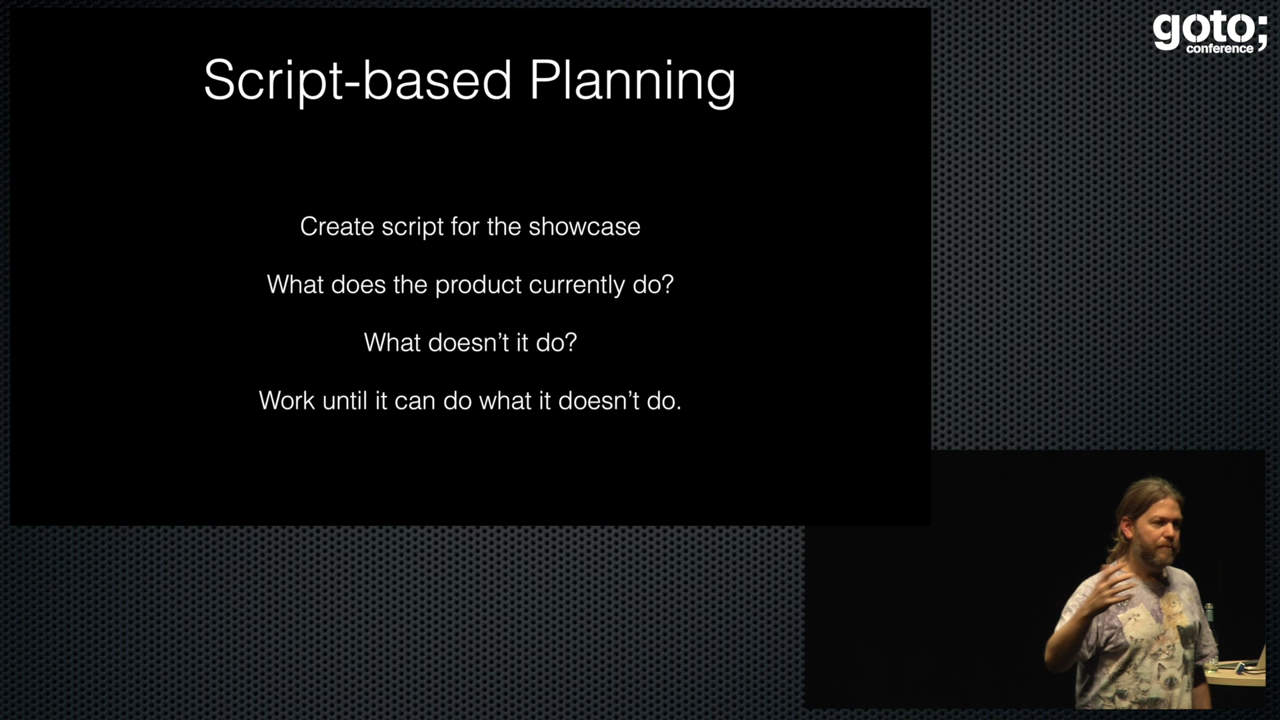 goto;
conference
Script-based Planning
Create script for the showcase
What does the product currently do?
What doesn’t it do?
Work until it can do what it doesn’t do.